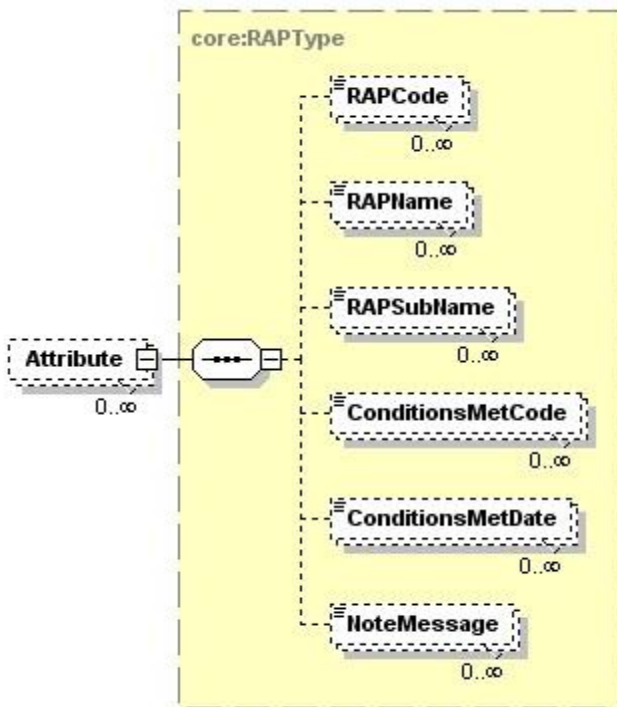 core:RAPType
RAPCode
0..∞
RAPName
0..∞
RAPSubName
0..∞
Attribute
0..∞
ConditionsMetCode
0..∞
ConditionsMetDate
0..∞
NoteMessage
0..∞